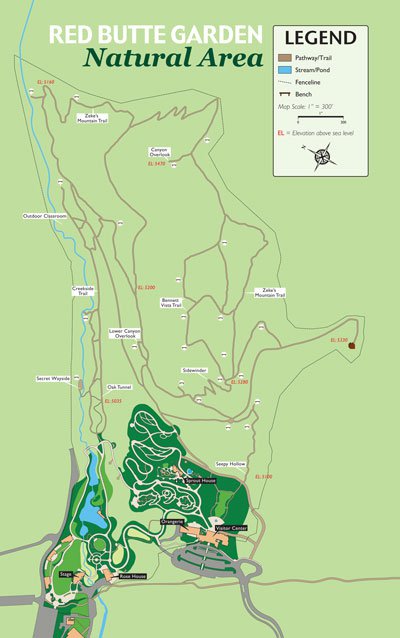 RED BUTTE GARDEN
Natural Area
LEGEND
Pathway/Trail
Stream/Pond
Fenceline
Bench
Map Scale: 1" = 300'
0
300
EL = Elevation above sea level
EL: 5160
Zeke's
Mountain Trail
Canyon
Overlook
EL: 5470
Outdoor Classroom
Creekside
Trail
EL: 5200
Zeke's
Mountain Trail
Bennett
Vista Trail
Lower Canyon
Overlook
EL: 5330
Sidewinder
EL: 5290
Secret Wayside
Oak Tunnel
EL: 5035
Seepy Hollow
EL: 5100
Sprout House
Orangerie
Visitor Center
Stage
Rose House